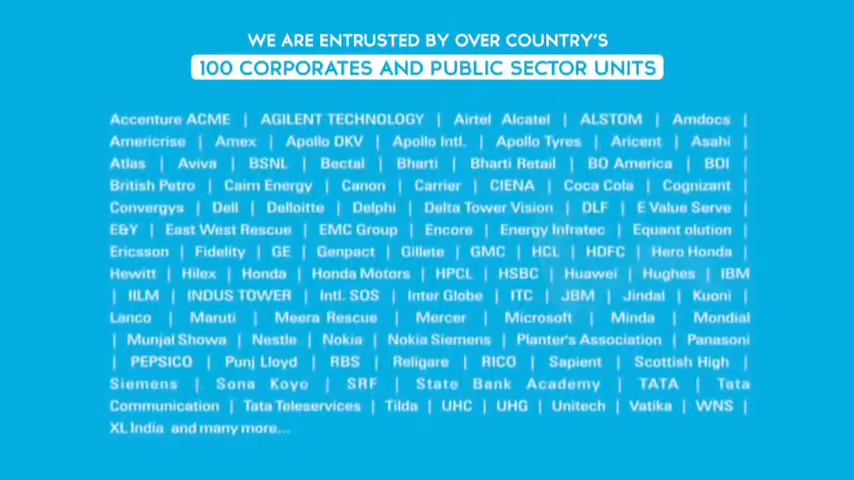 WE ARE ENTRUSTED BY OVER COUNTRY'S
100 CORPORATES AND PUBLIC SECTOR UNITS
Accenture ACME | AGILENT TECHNOLOGY | Airtel Alcatel | ALSTOM | Amdocs |
Americrise | Amex | Apollo DKV | Apollo Intl. | Apollo Tyres | Aricent | Asahi |
Atlas | Aviva | BSNL | Bectal | Bharti | Bharti Retail | BO America | BOI |
British Petro | Cairn Energy | Canon | Carrier | CIENA | Coca Cola | Cognizant |
Convergys | Dell | Delloitte | Delphi | Delta Tower Vision | DLF | E Value Serve |
E&Y | East West Rescue | EMC Group | Encore | Energy Infratec | Equant olution |
Ericsson | Fidelity | GE | Genpact | Gillete | GMC | HCL | HDFC | Hero Honda |
Hewitt | Hilex | Honda | Honda Motors | HPCL | HSBC | Huawei | Hughes | IBM
| IILM | INDUS TOWER | Intl. SOS | Inter Globe | ITC | JBM | Jindal | Kuoni |
Lanco | Maruti | Meera Rescue | Mercer | Microsoft | Minda | Mondial
| Munjal Showa | Nestle | Nokia | Nokia Siemens | Planter's Association | Panasoni
| PEPSICO | Punj Lloyd | RBS | Religare | RICO | Sapient | Scottish High |
Siemens | Sona Koyo | SRF | State Bank Academy | TATA | Tata
Communication | Tata Teleservices | Tilda | UHC | UHG | Unitech | Vatika | WNS |
XL India and many more...